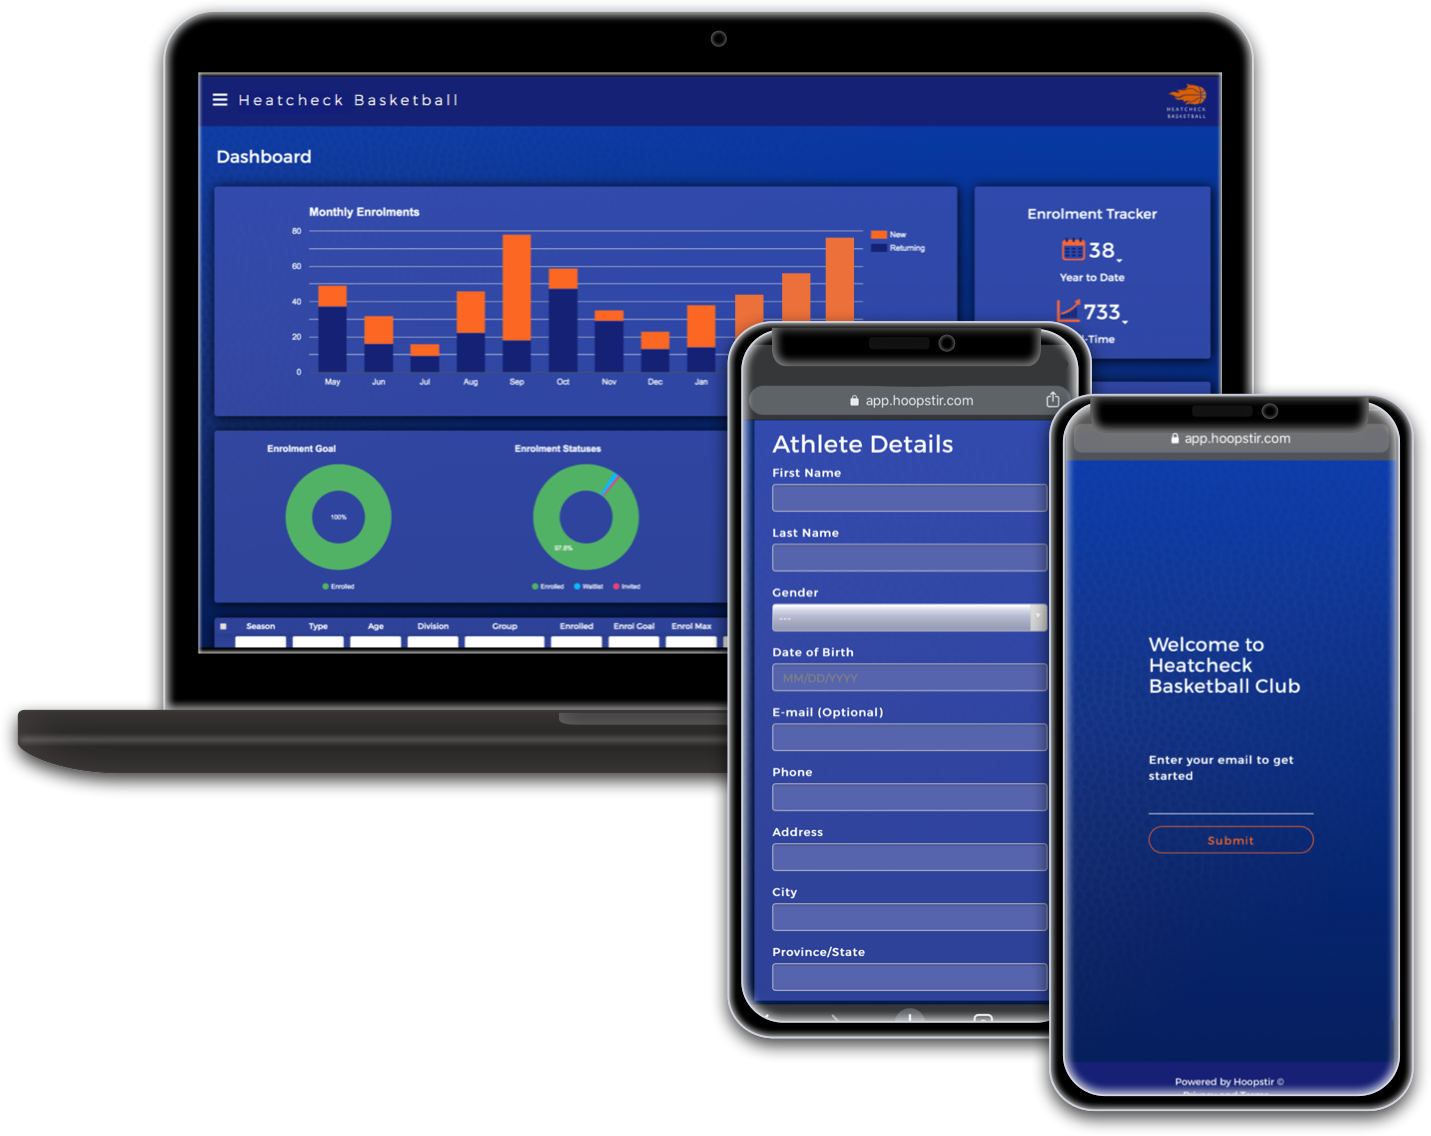 Heatcheck Basketball
HEATCHECK
BASKETBALL
Dashboard
Monthly Enrolments
80
60
40
20
0
May Jun Jul Aug Sep Oct Nov Dec Jan
New
Returning
Enrolment Tracker
38
Year to Date
733
-Time
Enrolment Goal
100%
Enrolled
Enrolment Statuses
97.8%
Enrolled Waitlist Invited
Season Type Age Division Group Enrolled Enrol Goal Enrol Max
app.hoopstir.com
Athlete Details
First Name
Last Name
Gender
---
Date of Birth
MM/DD/YYYY
E-mail (Optional)
Phone
Address
City
Province/State
app.hoopstir.com
Welcome to
Heatcheck
Basketball Club
Enter your email to get
started
Submit
Powered by Hoopstir ©
Privacy and Terms